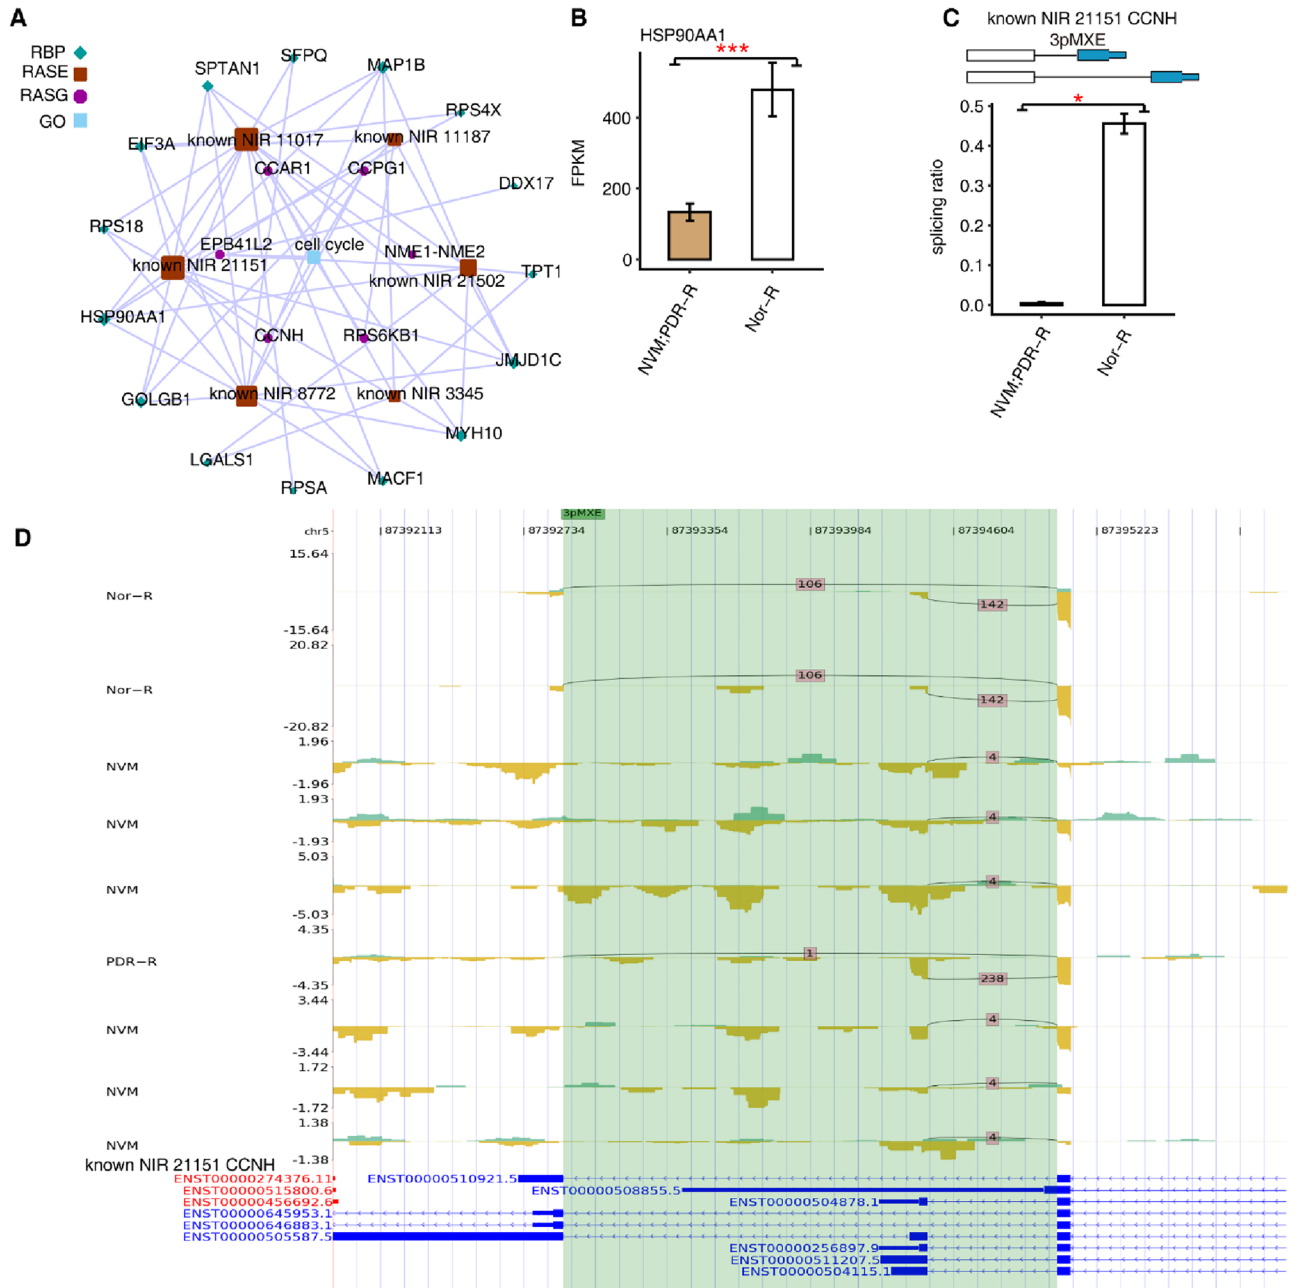 A
RBP
RASE
RASG
GO
SFPQ
SPTAN1
MAP1B
RPS4X
EIF3A
known NIR 11017
known NIR 11187
CCAR1
CCPG1
DDX17
RPS18
EPB41L2
cell cycle
NME1-NME2
known NIR 21151
known NIR 21502
TPT1
HSP90AA1
CCNH
RPS6KB1
JMJD1C
GOLGB1
known NIR 8772
known NIR 3345
MYH10
LGALS1
MACF1
RPSA
B
HSP90AA1
***
FPKM
400
200
0
NVM;PDR-R
Nor-R
C
known NIR 21151 CCNH
3pMXE
*
splicing ratio
0.5
0.4
0.3
0.2
0.1
0.0
NVM;PDR-R
Nor-R
D
3pMXE
chr5
87392113
87392734
87393354
87393984
87394604
87395223
15.64
106
Nor-R
142
-15.64
20.82
106
Nor-R
142
-20.82
1.96
4
NVM
-1.96
1.93
4
NVM
-1.93
5.03
4
NVM
-5.03
4.35
1
PDR-R
238
-4.35
3.44
4
NVM
-3.44
1.72
4
NVM
-1.72
1.38
4
NVM
-1.38
known NIR 21151 CCNH
ENST00000274376.11
ENST00000510921.5
ENST00000515800.6
ENST00000508855.5
ENST00000456692.6
ENST00000504878.1
ENST00000645953.1
ENST00000646883.1
ENST00000505587.5
ENST00000256897.9
ENST00000511207.5
ENST00000504115.1